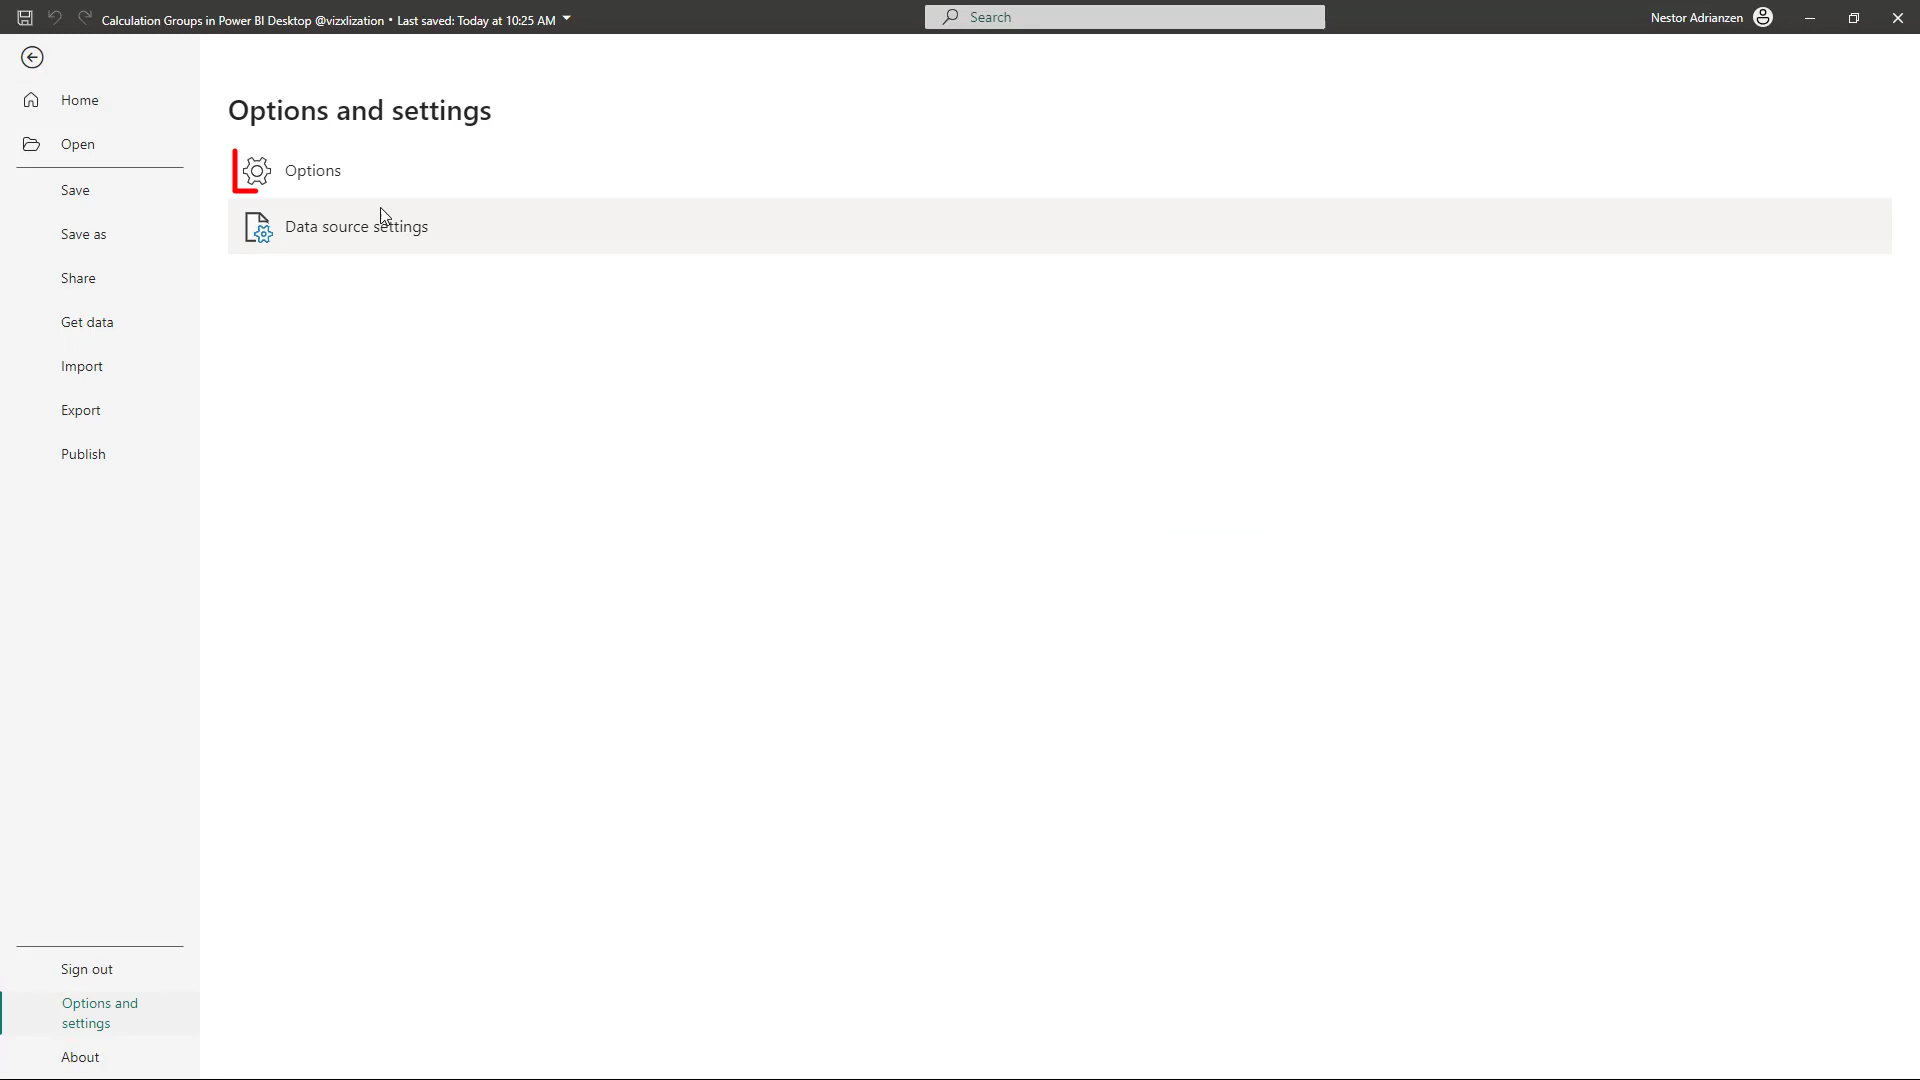 Calculation Groups in Power BI Desktop @vizxlization • Last saved: Today at 10:25 AM
Search
Nestor Adrianzen
Home
Open
Save
Save as
Share
Get data
Import
Export
Publish
Sign out
Options and
settings
About
Options and settings
Options
Data source settings